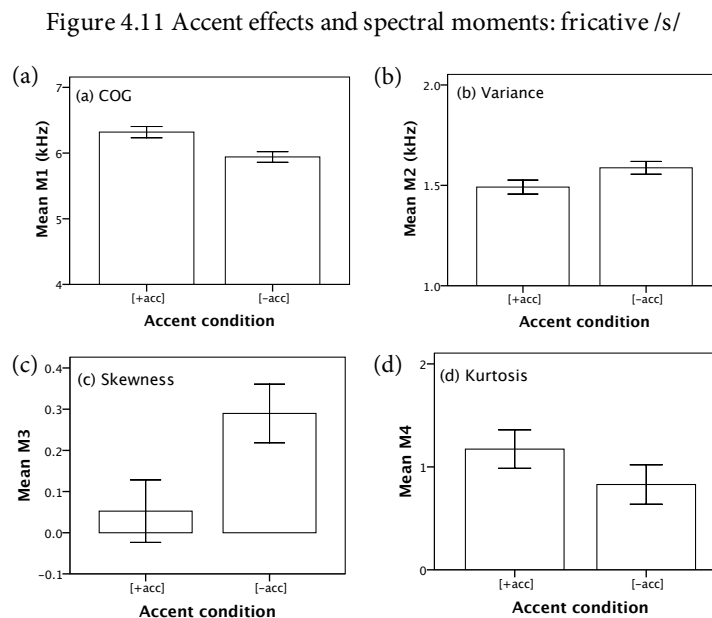 Figure 4.11 Accent effects and spectral moments: fricative /s/
(a)
(a) COG
Mean M1 (kHz)
7
6
5
4
[+acc] [-acc]
Accent condition
(b)
(b) Variance
Mean M2 (kHz)
2.0
1.5
1.0
[+acc] [-acc]
Accent condition
(c)
(c) Skewness
Mean M3
0.4
0.3
0.2
0.1
0.0
-0.1
[+acc] [-acc]
Accent condition
(d)
(d) Kurtosis
Mean M4
2
1
0
[+acc] [-acc]
Accent condition